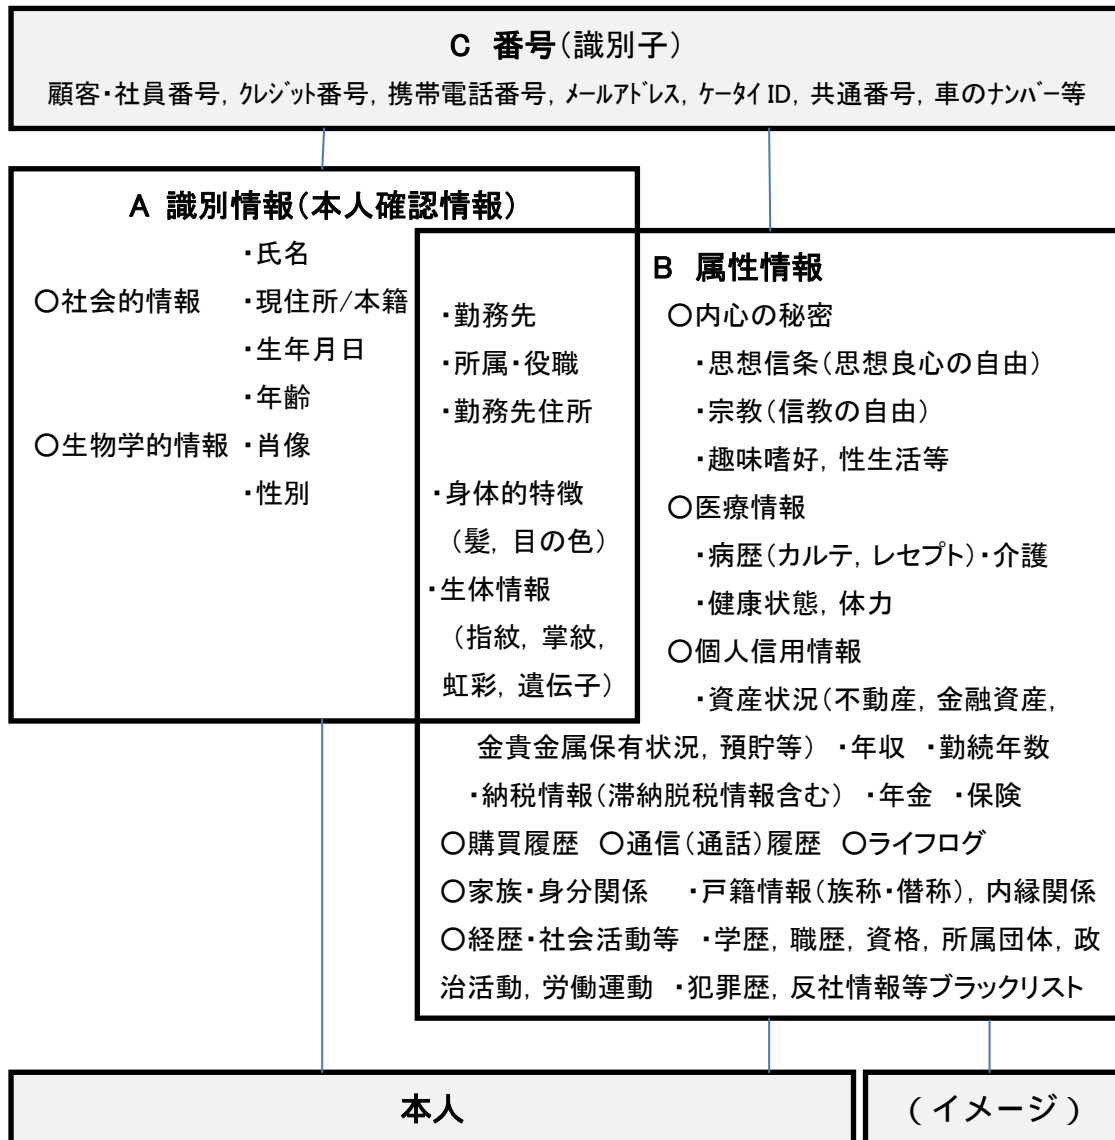 C 番号(識別子)
顧客・社員番号, クレジット番号, 携帯電話番号, メールアドレス, ケータイID, 共通番号, 車のナンバー等
A 識別情報(本人確認情報)
・氏名
〇社会的情報 ・現住所/本籍
・生年月日
・年齢
〇生物学的情報 ・肖像
・性別
・勤務先
・所属・役職
・勤務先住所
・身体的特徴
(髪, 目の色)
・生体情報
(指紋, 掌紋,
虹彩, 遺伝子)
B 属性情報
〇内心の秘密
・思想信条(思想良心の自由)
・宗教(信教の自由)
・趣味嗜好, 性生活等
〇医療情報
・病歴(カルテ, レセプト)・介護
・健康状態, 体力
〇個人信用情報
・資産状況(不動産, 金融資産,
金貴金属保有状況, 預貯等) ・年収 ・勤続年数
・納税情報(滞納脱税情報含む) ・年金 ・保険
〇購買履歴 〇通信(通話)履歴 〇ライフログ
〇家族・身分関係 ・戸籍情報(族称・僭称), 内縁関係
〇経歴・社会活動等 ・学歴, 職歴, 資格, 所属団体, 政
治活動, 労働運動 ・犯罪歴, 反社情報等ブラックリスト
本人
(イメージ)